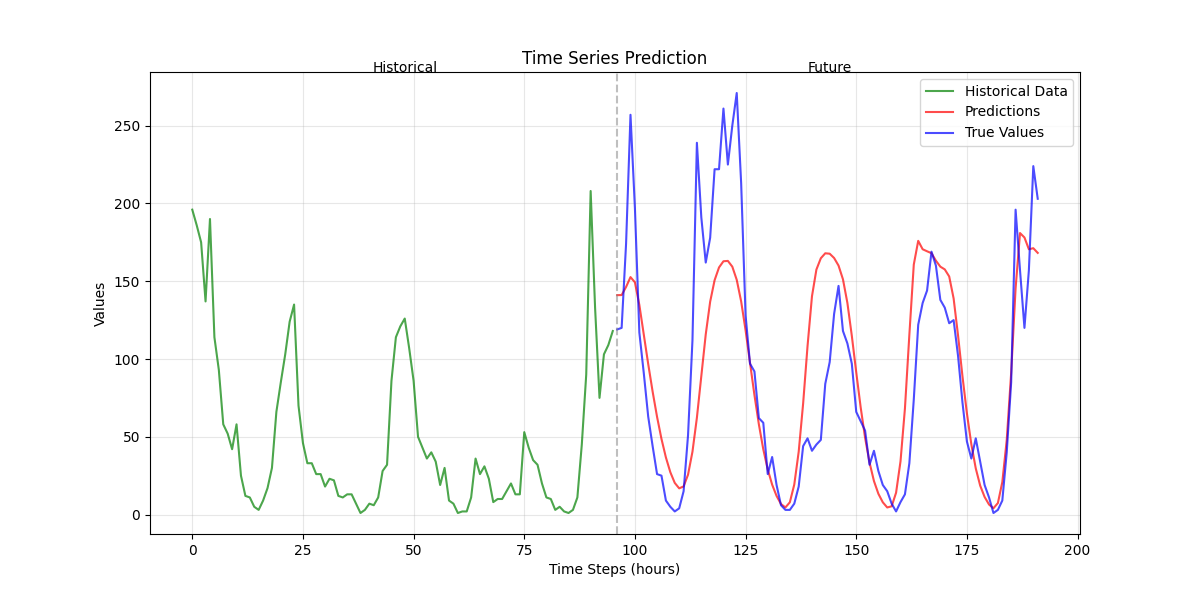 Time Series Prediction
Historical
Future
Historical Data
Predictions
True Values
250
200
150
100
50
0
Values
0 25 50 75 100 125 150 175 200
Time Steps (hours)